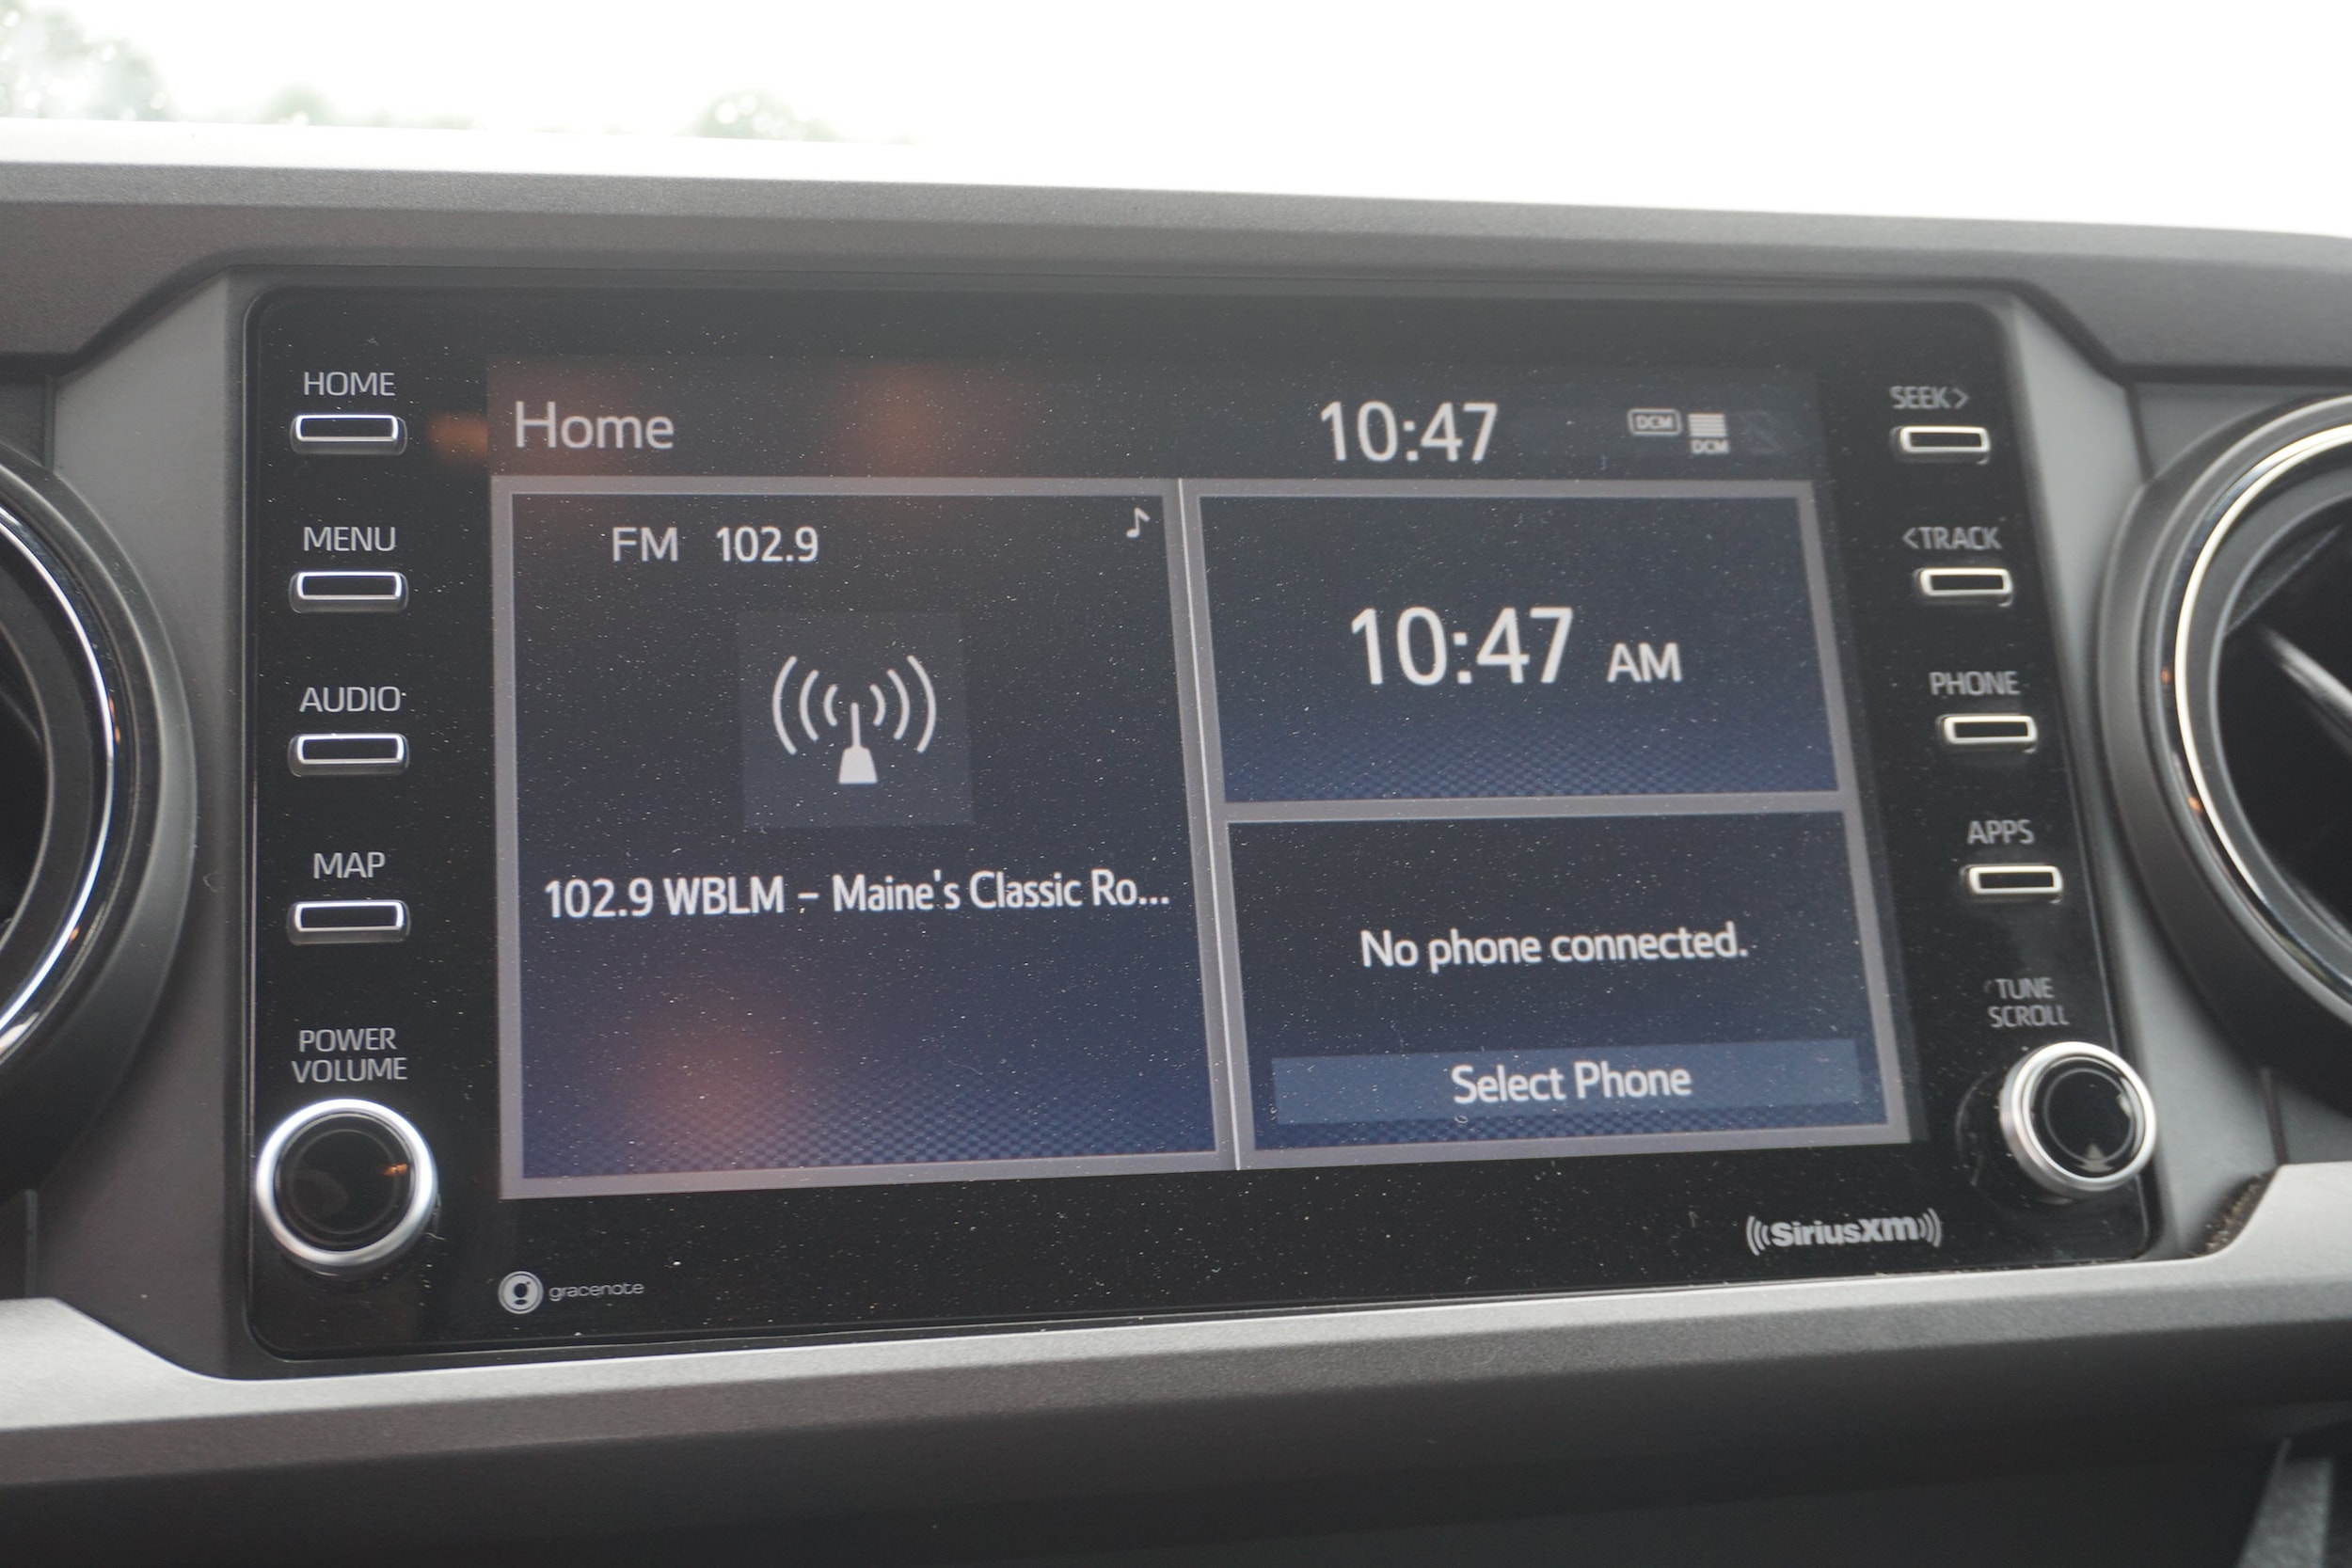 HOME
MENU
AUDIO
MAP
POWER
VOLUME
Home
10:47
DCM
DCM
FM 102.9
102.9 WBLM – Maine's Classic Ro...
10:47 AM
No phone connected.
Select Phone
SEEK>
<TRACK
PHONE
APPS
TUNE
SCROLL
gracenote
((SiriusXM))